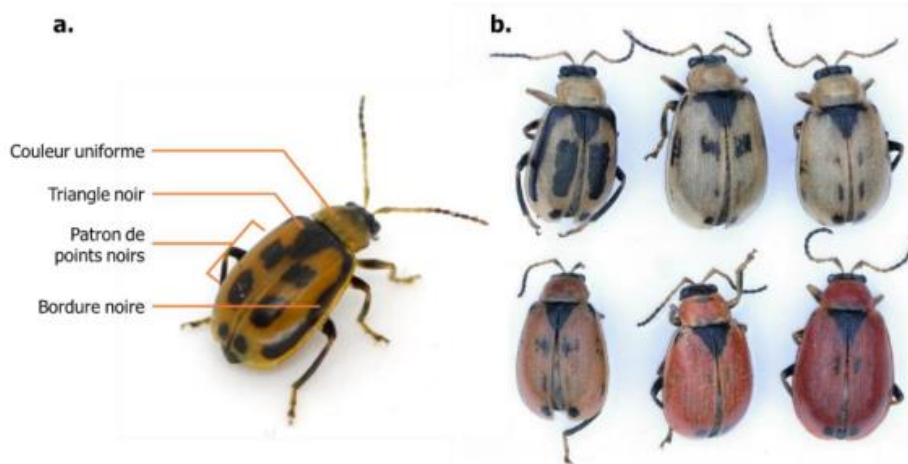 a.
b.
Couleur uniforme
Triangle noir
Patron de
points noirs
Bordure noire